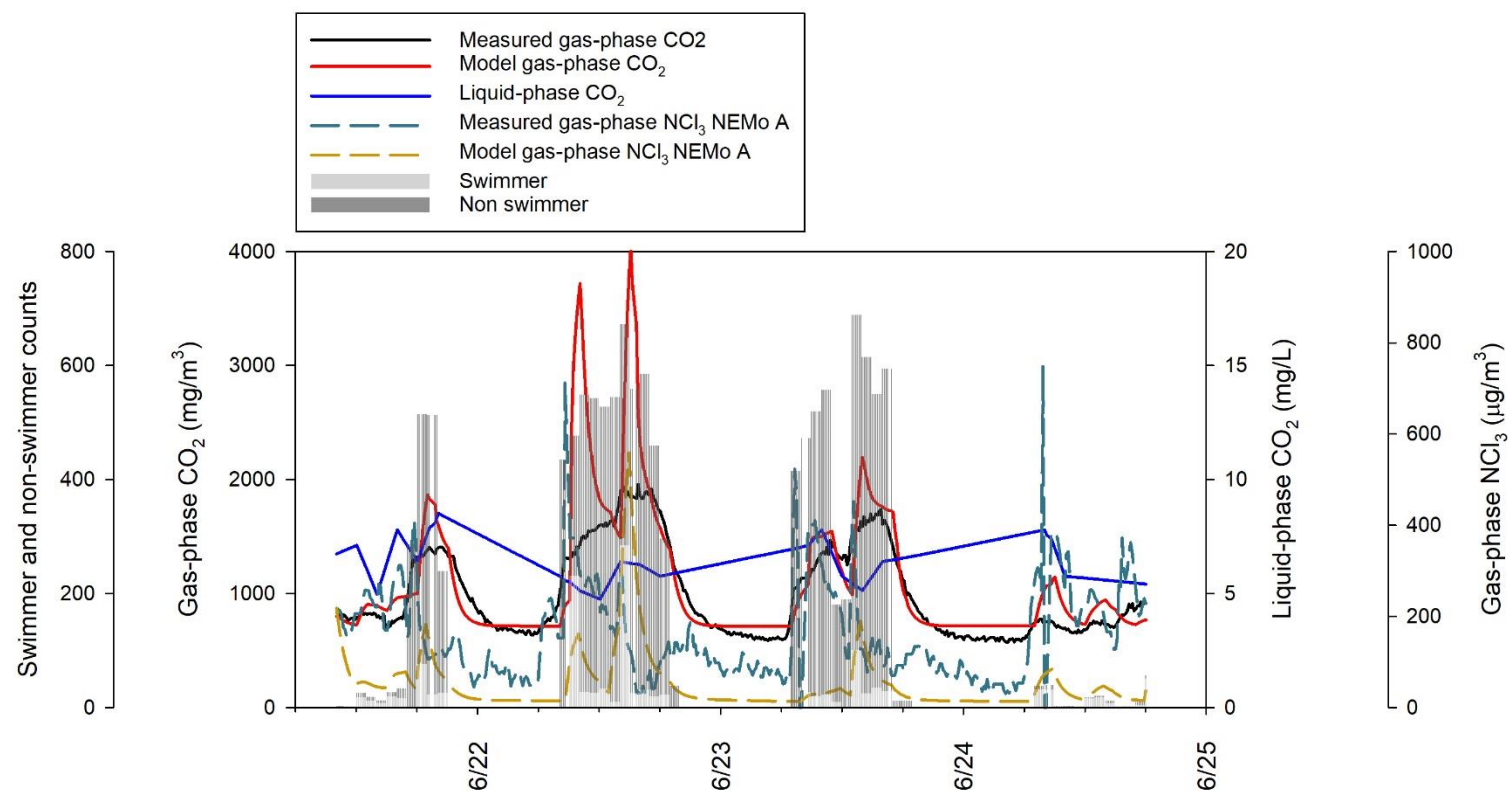 Measured gas-phase CO2
Model gas-phase CO₂
Liquid-phase CO₂
Measured gas-phase NCl₃ NEMo A
Model gas-phase NCl₃ NEMo A
Swimmer
Non swimmer
Swimmer and non-swimmer counts
800
600
400
200
0
Gas-phase CO₂ (mg/m³)
4000
3000
2000
1000
0
Liquid-phase CO₂ (mg/L)
20
15
10
5
0
Gas-phase NCl₃ (µg/m³)
1000
800
600
400
200
0
6/22
6/23
6/24
6/25